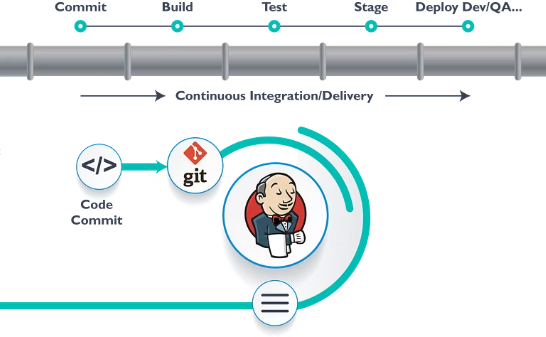 Commit Build Test Stage Deploy Dev/QA...
Continuous Integration/Delivery
</>
git
Code
Commit